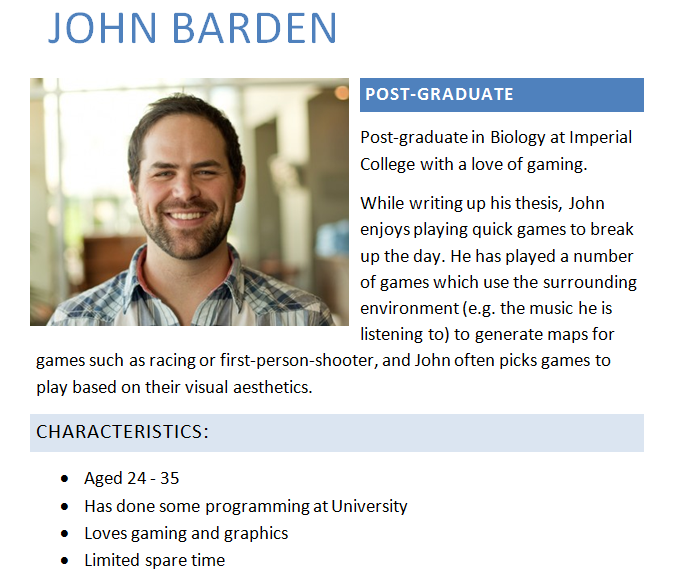 JOHN BARDEN
POST-GRADUATE
Post-graduate in Biology at Imperial
College with a love of gaming.
While writing up his thesis, John
enjoys playing quick games to break
up the day. He has played a number
of games which use the surrounding
environment (e.g. the music he is
listening to) to generate maps for
games such as racing or first-person-shooter, and John often picks games to
play based on their visual aesthetics.
CHARACTERISTICS:
• Aged 24 - 35
• Has done some programming at University
• Loves gaming and graphics
• Limited spare time